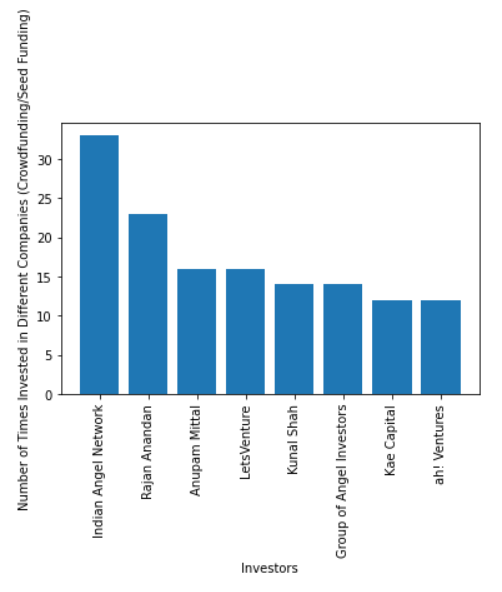 Number of Times Invested in Different Companies (Crowdfunding/Seed Funding)
30
25
20
15
10
5
0
Indian Angel Network
Rajan Anandan
Anupam Mittal
LetsVenture
Kunal Shah
Group of Angel Investors
Kae Capital
ah! Ventures
Investors